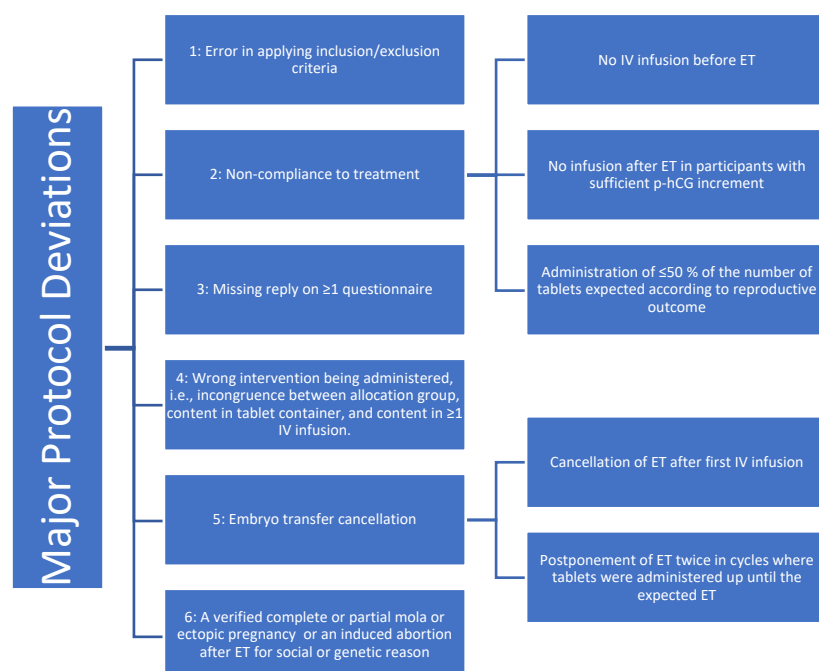 Major Protocol Deviations
1: Error in applying inclusion/exclusion
criteria
2: Non-compliance to treatment
No IV infusion before ET
No infusion after ET in participants with
sufficient p-hCG increment
Administration of ≤50 % of the number of
tablets expected according to reproductive
outcome
3: Missing reply on ≥1 questionnaire
4: Wrong intervention being administered,
i.e., incongruence between allocation group,
content in tablet container, and content in ≥1
IV infusion.
5: Embryo transfer cancellation
Cancellation of ET after first IV infusion
Postponement of ET twice in cycles where
tablets were administered up until the
expected ET
6: A verified complete or partial mola or
ectopic pregnancy or an induced abortion
after ET for social or genetic reason